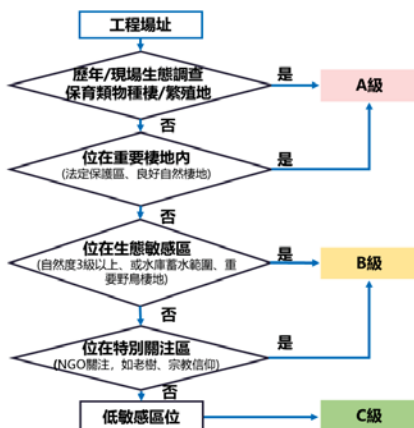 工程場址
歷年/現場生態調查
保育類物種棲/繁殖地
是
A級
否
位在重要棲地內
(法定保護區、良好自然棲地)
是
否
位在生態敏感區
(自然度3級以上、或水庫蓄水範圍、重
要野鳥棲地)
是
B級
否
位在特別關注區
(NGO關注，如老樹、宗教信仰)
是
否
低敏感區位
C級